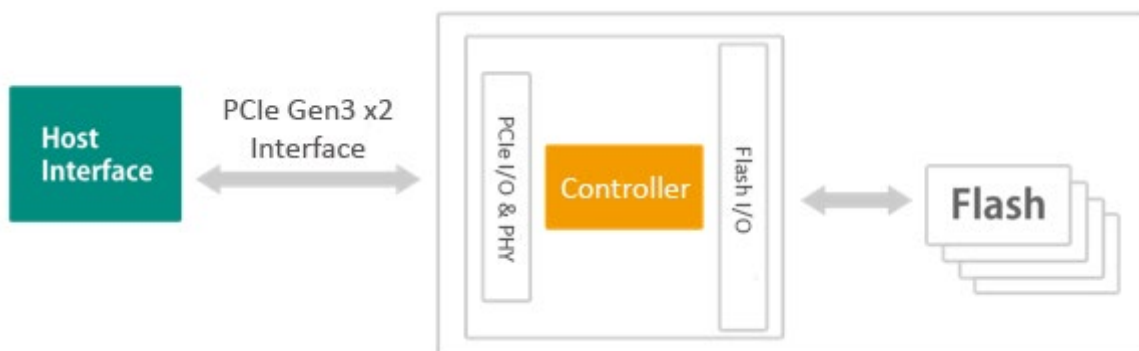 Host
Interface
PCIe Gen3 x2
Interface
PCIe I/O & PHY
Controller
Flash I/O
Flash